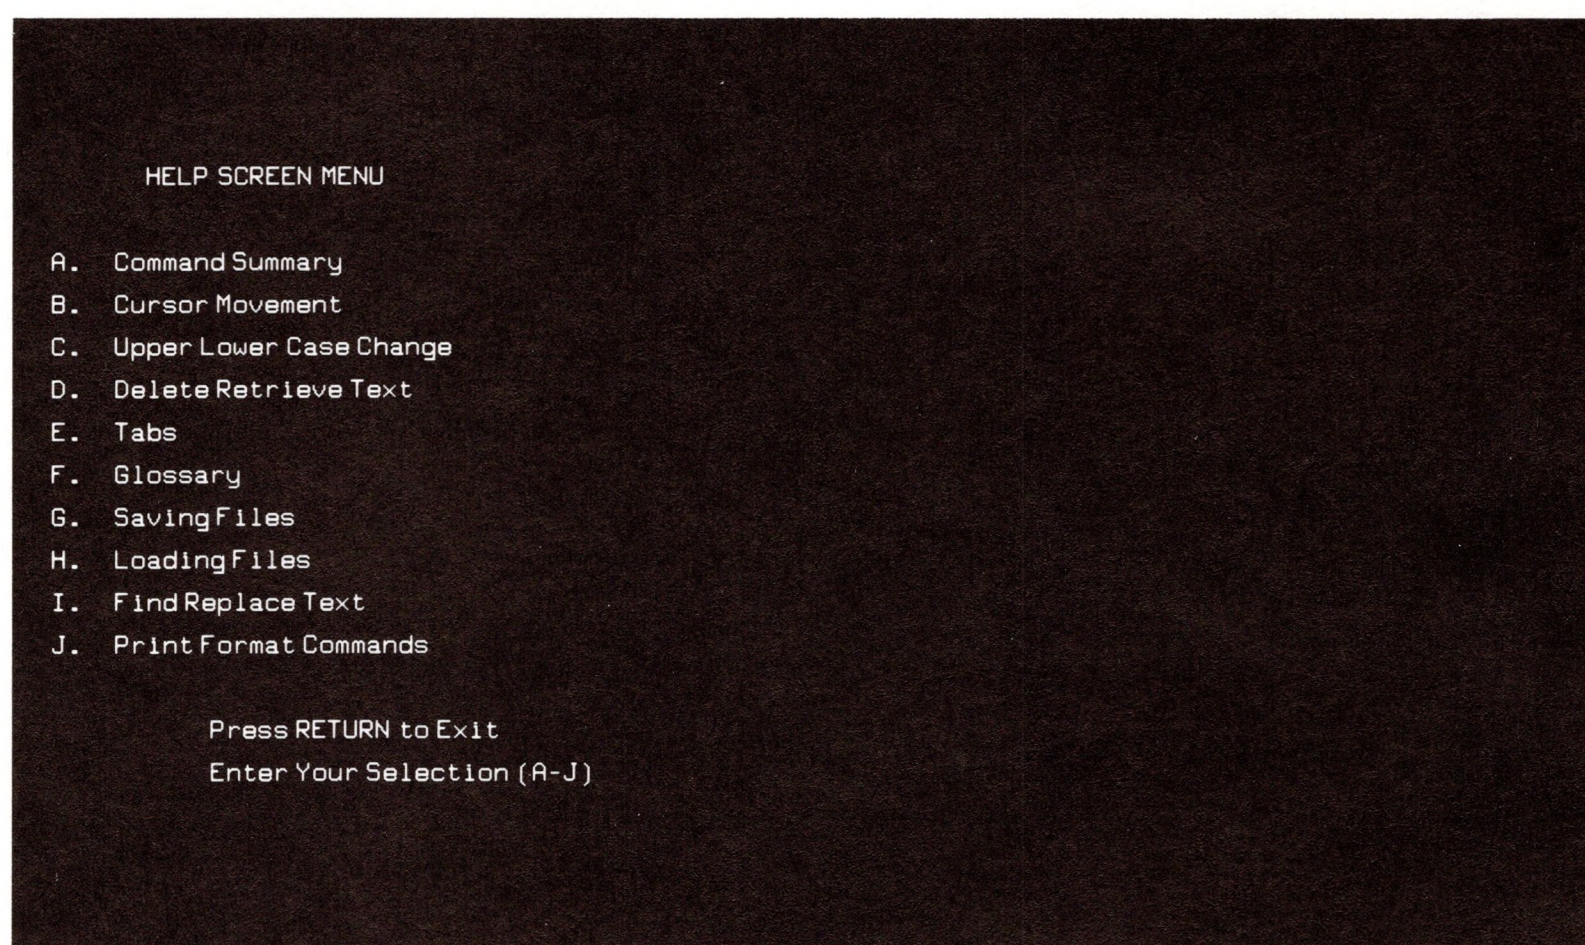 HELP SCREEN MENU
A. Command Summary
B. Cursor Movement
C. Upper Lower Case Change
D. Delete Retrieve Text
E. Tabs
F. Glossary
G. Saving Files
H. Loading Files
I. Find Replace Text
J. Print Format Commands
Press RETURN to Exit
Enter Your Selection (A-J)